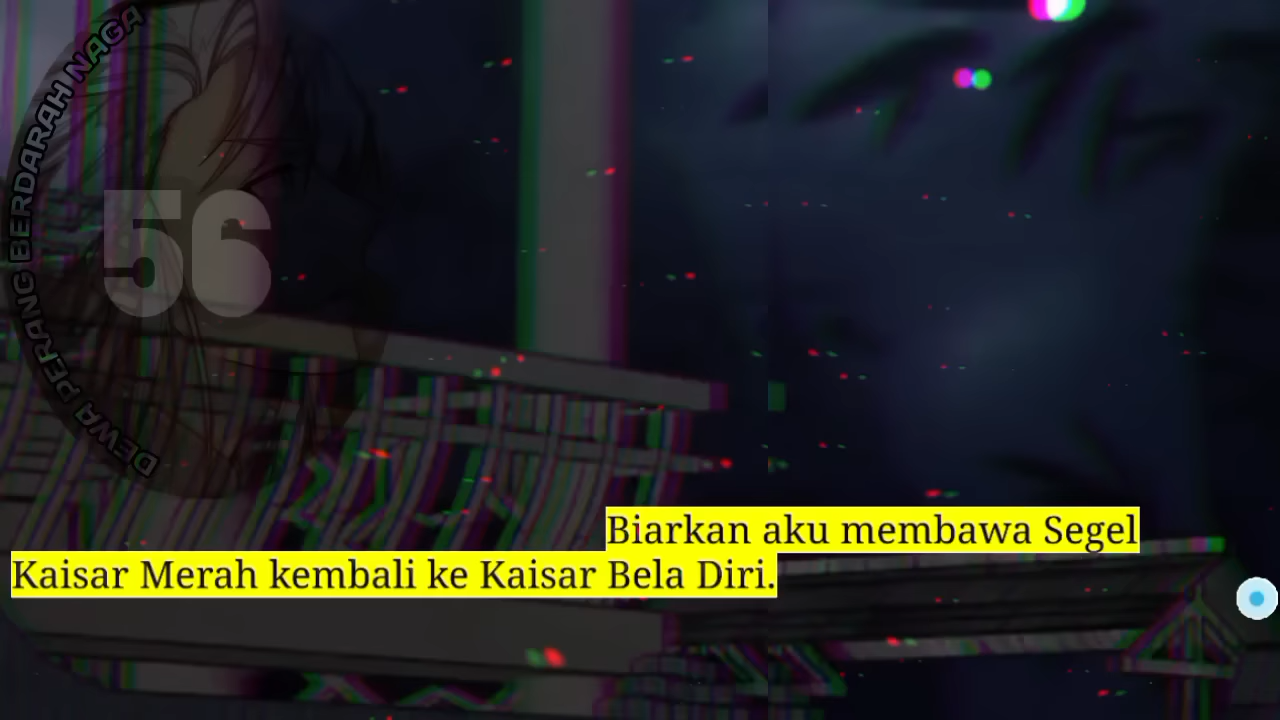 DEWA PERANG BERDARAH NAGA
56
Biarkan aku membawa Segel
Kaisar Merah kembali ke Kaisar Bela Diri.